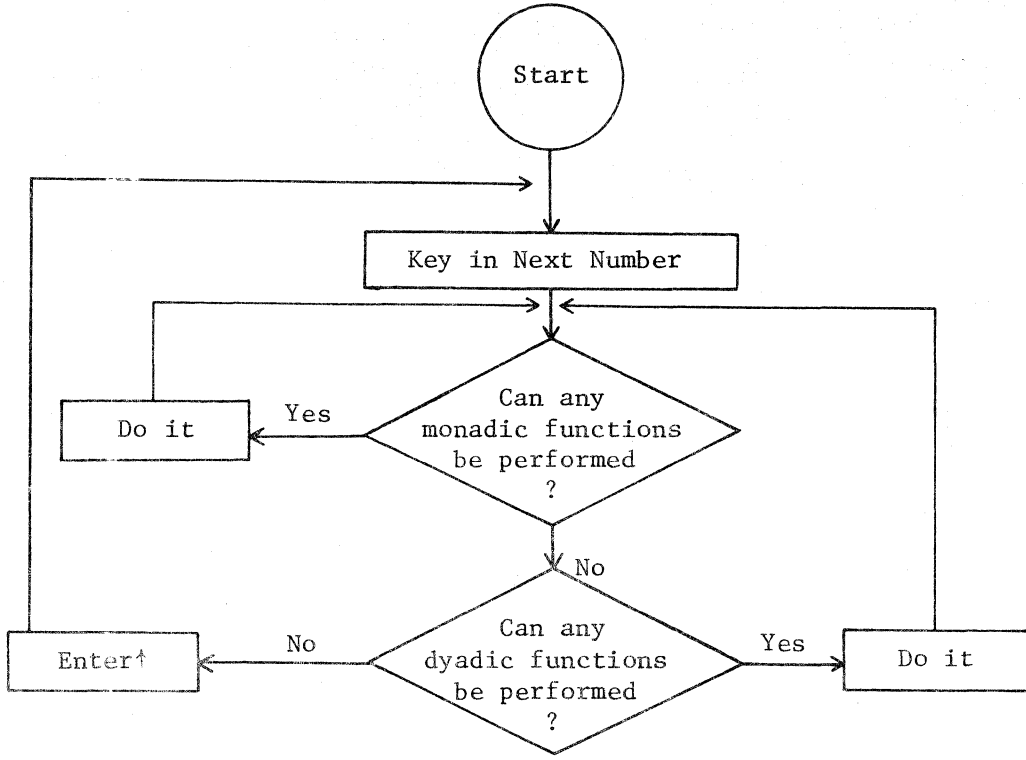 Start
Key in Next Number
Can any
monadic functions
be performed
?
Yes
Do it
No
Can any
dyadic functions
be performed
?
No
Enter↑
Yes
Do it